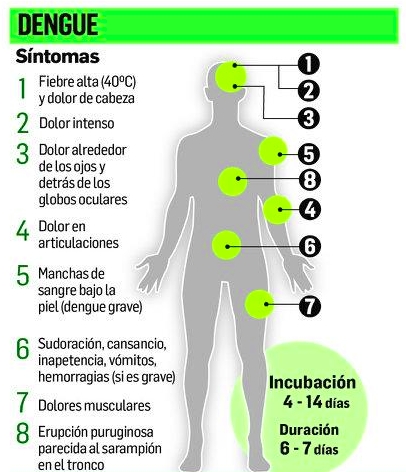 DENGUE
Síntomas
1 Fiebre alta (40ºC)
y dolor de cabeza
2 Dolor intenso
3 Dolor alrededor
de los ojos y
detrás de los
globos oculares
4 Dolor en
articulaciones
5 Manchas de
sangre bajo la
piel (dengue grave)
6 Sudoración, cansancio,
inapetencia, vómitos,
hemorragias (si es grave)
7 Dolores musculares
8 Erupción puruginosa
parecida al sarampión
en el tronco
1
2
3
5
8
4
6
7
Incubación
4 - 14 días
Duración
6 - 7 días